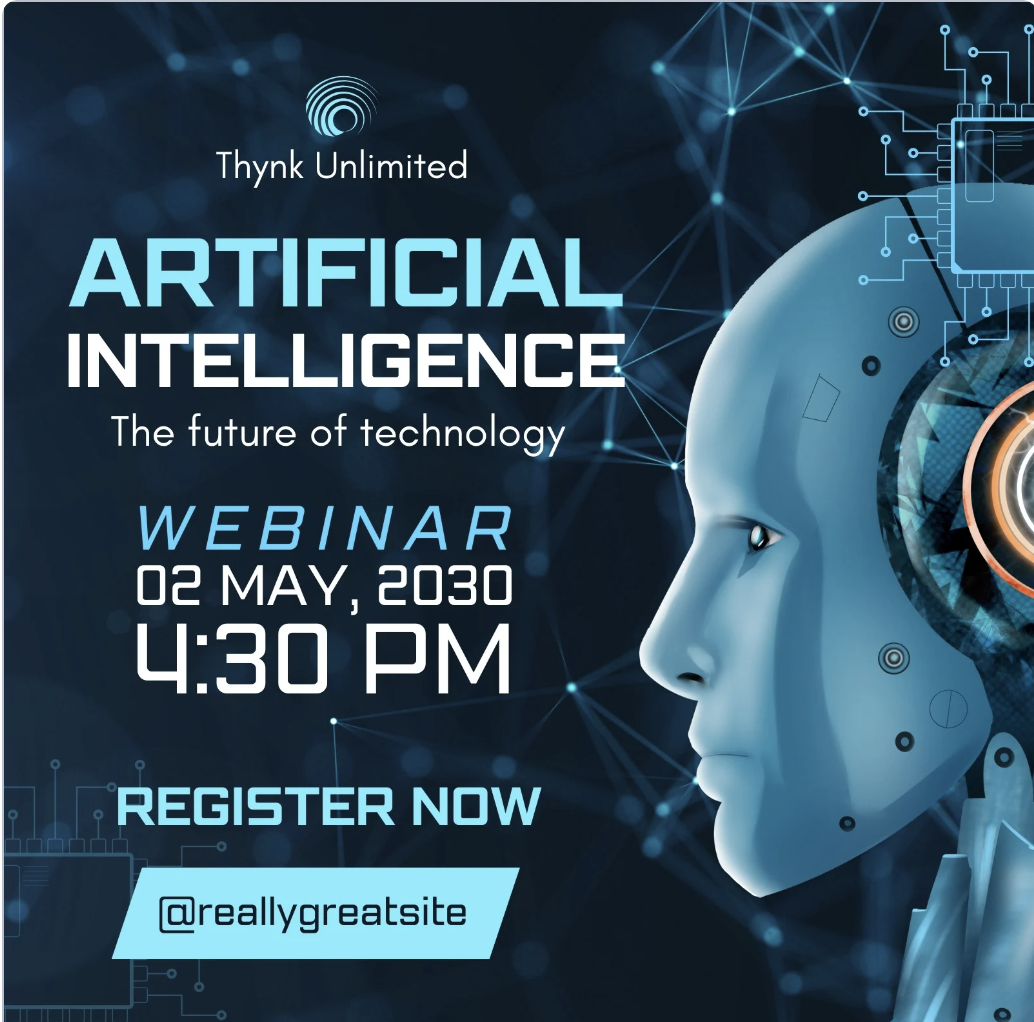 Thynk Unlimited
ARTIFICIAL
INTELLIGENCE
The future of technology
WEBINAR
02 MAY, 2030
4:30 PM
REGISTER NOW
@reallygreatsite